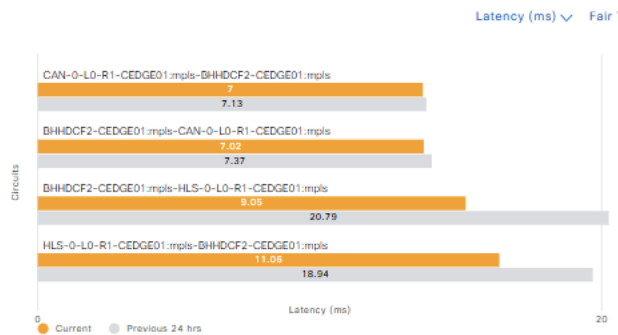 Latency (ms) Fair
CAN-0-L0-R1-CEDGE01:mpls-BHHDCF2-CEDGE01:mpls
7
7.13
BHHDCF2-CEDGE01:mpls-CAN-0-L0-R1-CEDGE01:mpls
7.02
7.37
BHHDCF2-CEDGE01:mpls-HLS-0-L0-R1-CEDGE01:mpls
9.05
20.79
HLS-0-L0-R1-CEDGE01:mpls-BHHDCF2-CEDGE01:mpls
11.06
18.94
Circuits
Latency (ms)
0 20
Current Previous 24 hrs